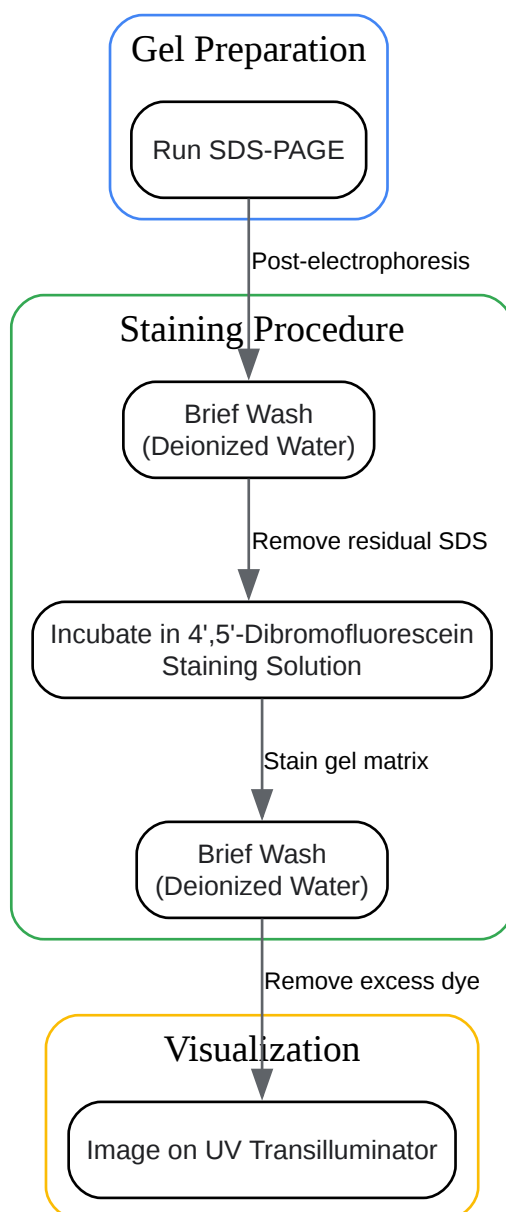 Gel Preparation
Run SDS-PAGE
Post-electrophoresis
Staining Procedure
Brief Wash
(Deionized Water)
Remove residual SDS
Incubate in 4',5'-Dibromofluorescein
Staining Solution
Stain gel matrix
Brief Wash
(Deionized Water)
Remove excess dye
Visualization
Image on UV Transilluminator